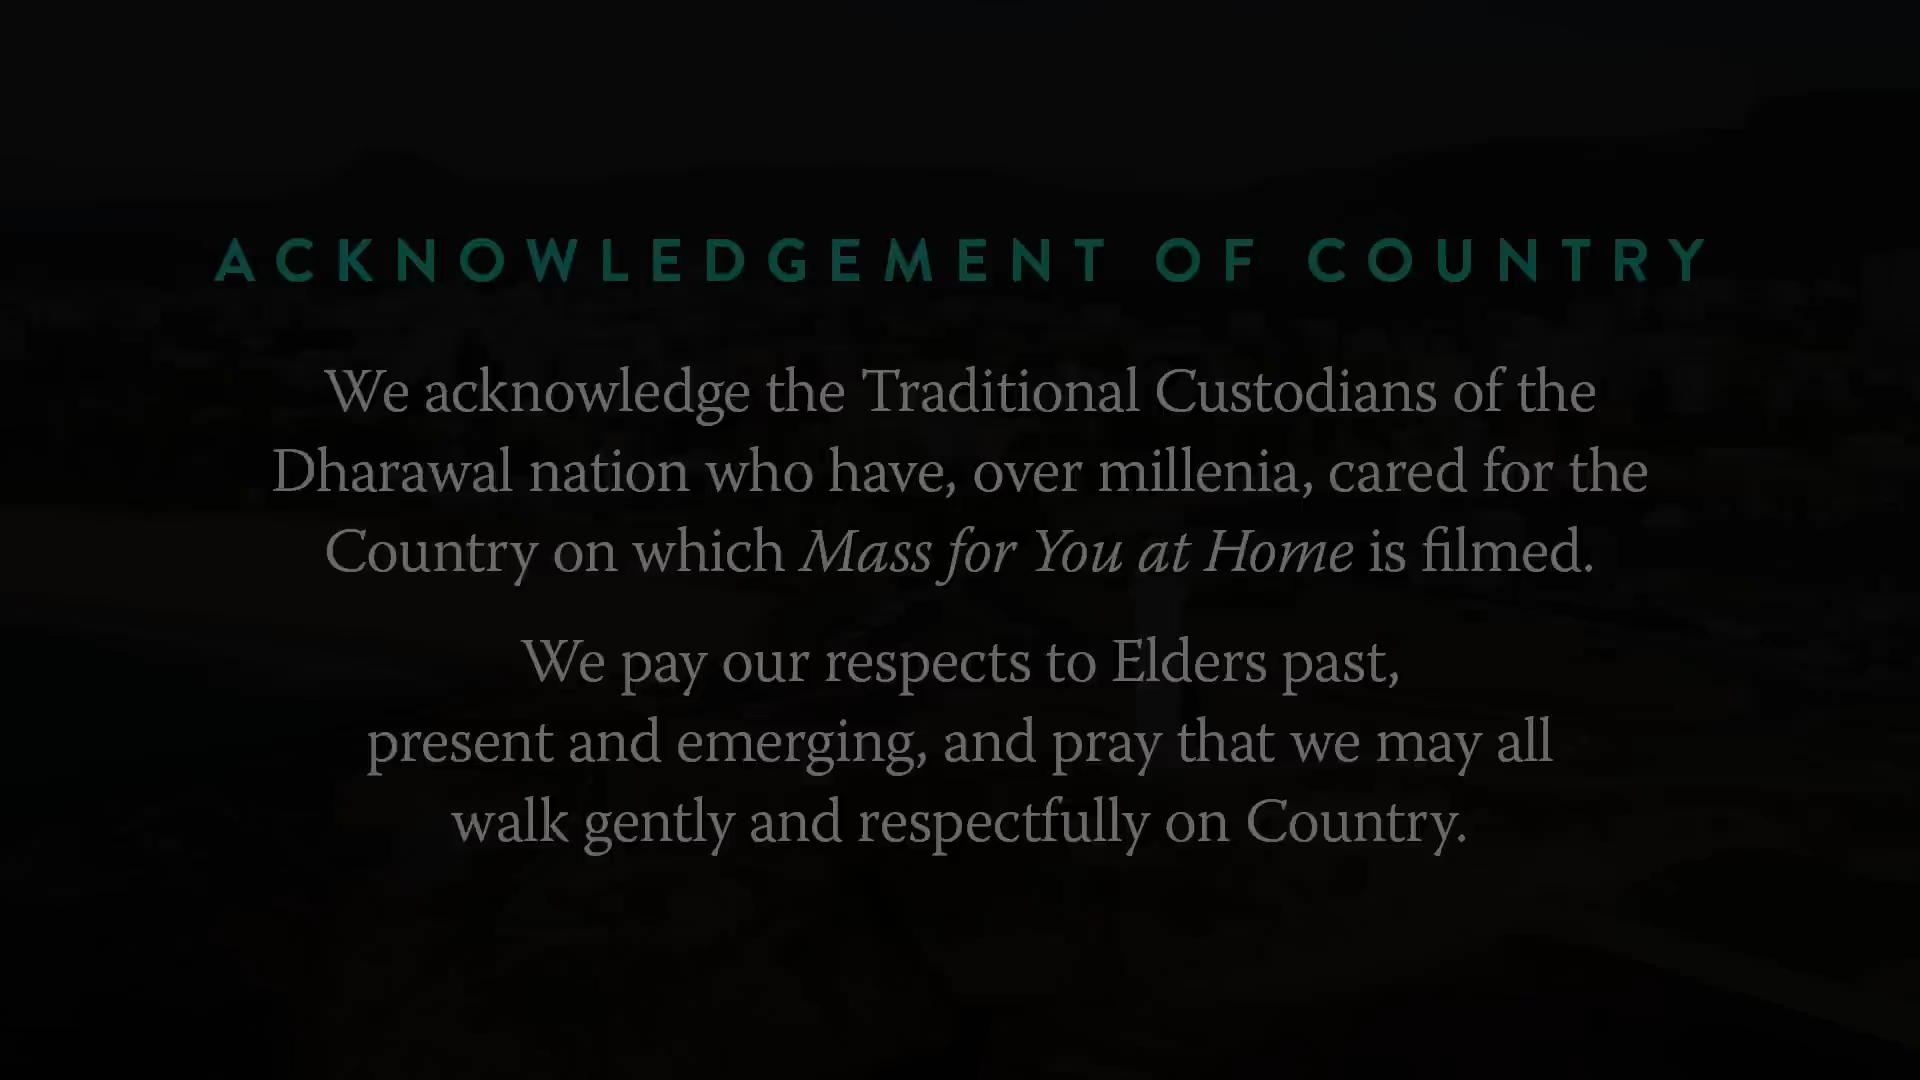 ACKNOWLEDGEMENT OF COUNTRY
We acknowledge the Traditional Custodians of the
Dharawal nation who have, over millenia, cared for the
Country on which Mass for You at Home is filmed.
We pay our respects to Elders past,
present and emerging, and pray that we may all
walk gently and respectfully on Country.